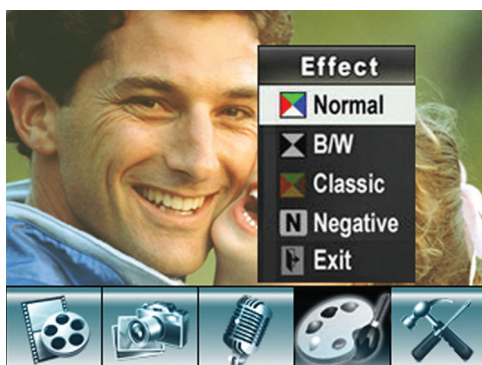 Effect
Normal
B/W
Classic
N Negative
Exit